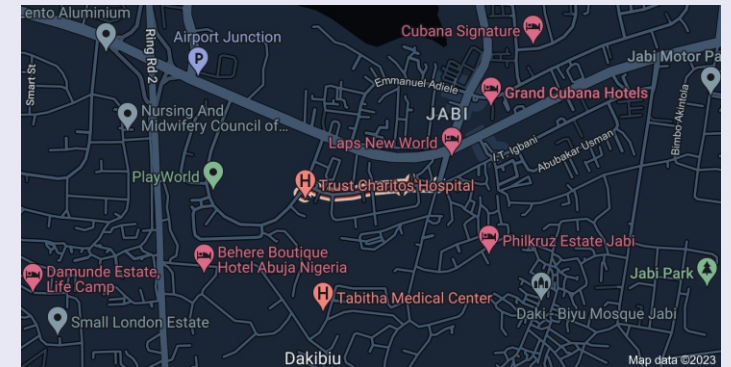 Lento Aluminium
Ring Rd 2
Airport Junction
Cubana Signature
Smart St
Emmanuel Adiele
Jabi Motor Pa
Grand Cubana Hotels
Nursing And
Midwifery Council of...
JABI
Bimbo Akintola
Laps New World
I.T. Igbani
Abubakar Usman
PlayWorld
H
Trust Charitos Hospital
P
Philkruz Estate Jabi
Behere Boutique
Hotel Abuja Nigeria
Damunde Estate,
Life Camp
Jabi Park
H
Tabitha Medical Center
Daki - Biyu Mosque Jabi
Small London Estate
Dakibiu
Map data ©2023